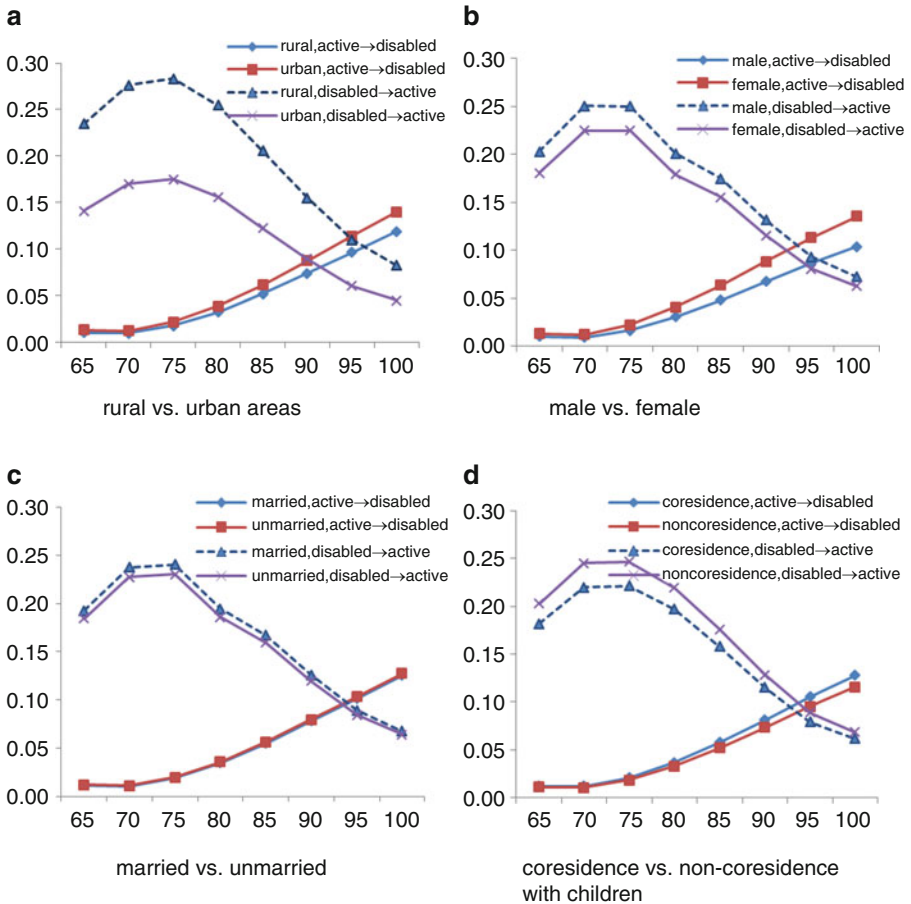 a
rural,active→disabled
urban,active→disabled
rural,disabled→active
urban,disabled→active
0.30
0.25
0.20
0.15
0.10
0.05
0.00
65 70 75 80 85 90 95 100
rural vs. urban areas
b
male,active→disabled
female,active→disabled
male,disabled→active
female,disabled→active
0.30
0.25
0.20
0.15
0.10
0.05
0.00
65 70 75 80 85 90 95 100
male vs. female
c
married,active→disabled
unmarried,active→disabled
married,disabled→active
unmarried,disabled→active
0.30
0.25
0.20
0.15
0.10
0.05
0.00
65 70 75 80 85 90 95 100
married vs. unmarried
d
coresidence,active→disabled
noncoresidence,active→disabled
coresidence,disabled→active
noncoresidence,disabled→active
0.30
0.25
0.20
0.15
0.10
0.05
0.00
65 70 75 80 85 90 95 100
coresidence vs. non-coresidence
with children